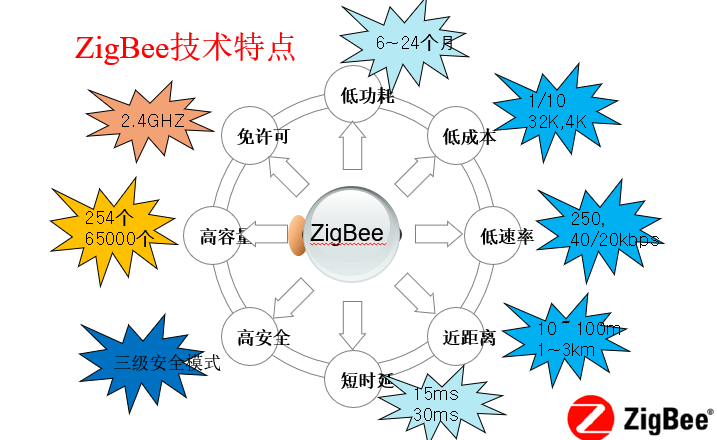 ZigBee技术特点
6～24个月
低功耗
1/10
32K,4K
低成本
2.4GHZ
免许可
254个
65000个
高容量
ZigBee
低速率
250,
40/20kbps
高安全
近距离
10~100m
1～3km
三级安全模式
短时延
15ms
30ms
ZigBee®